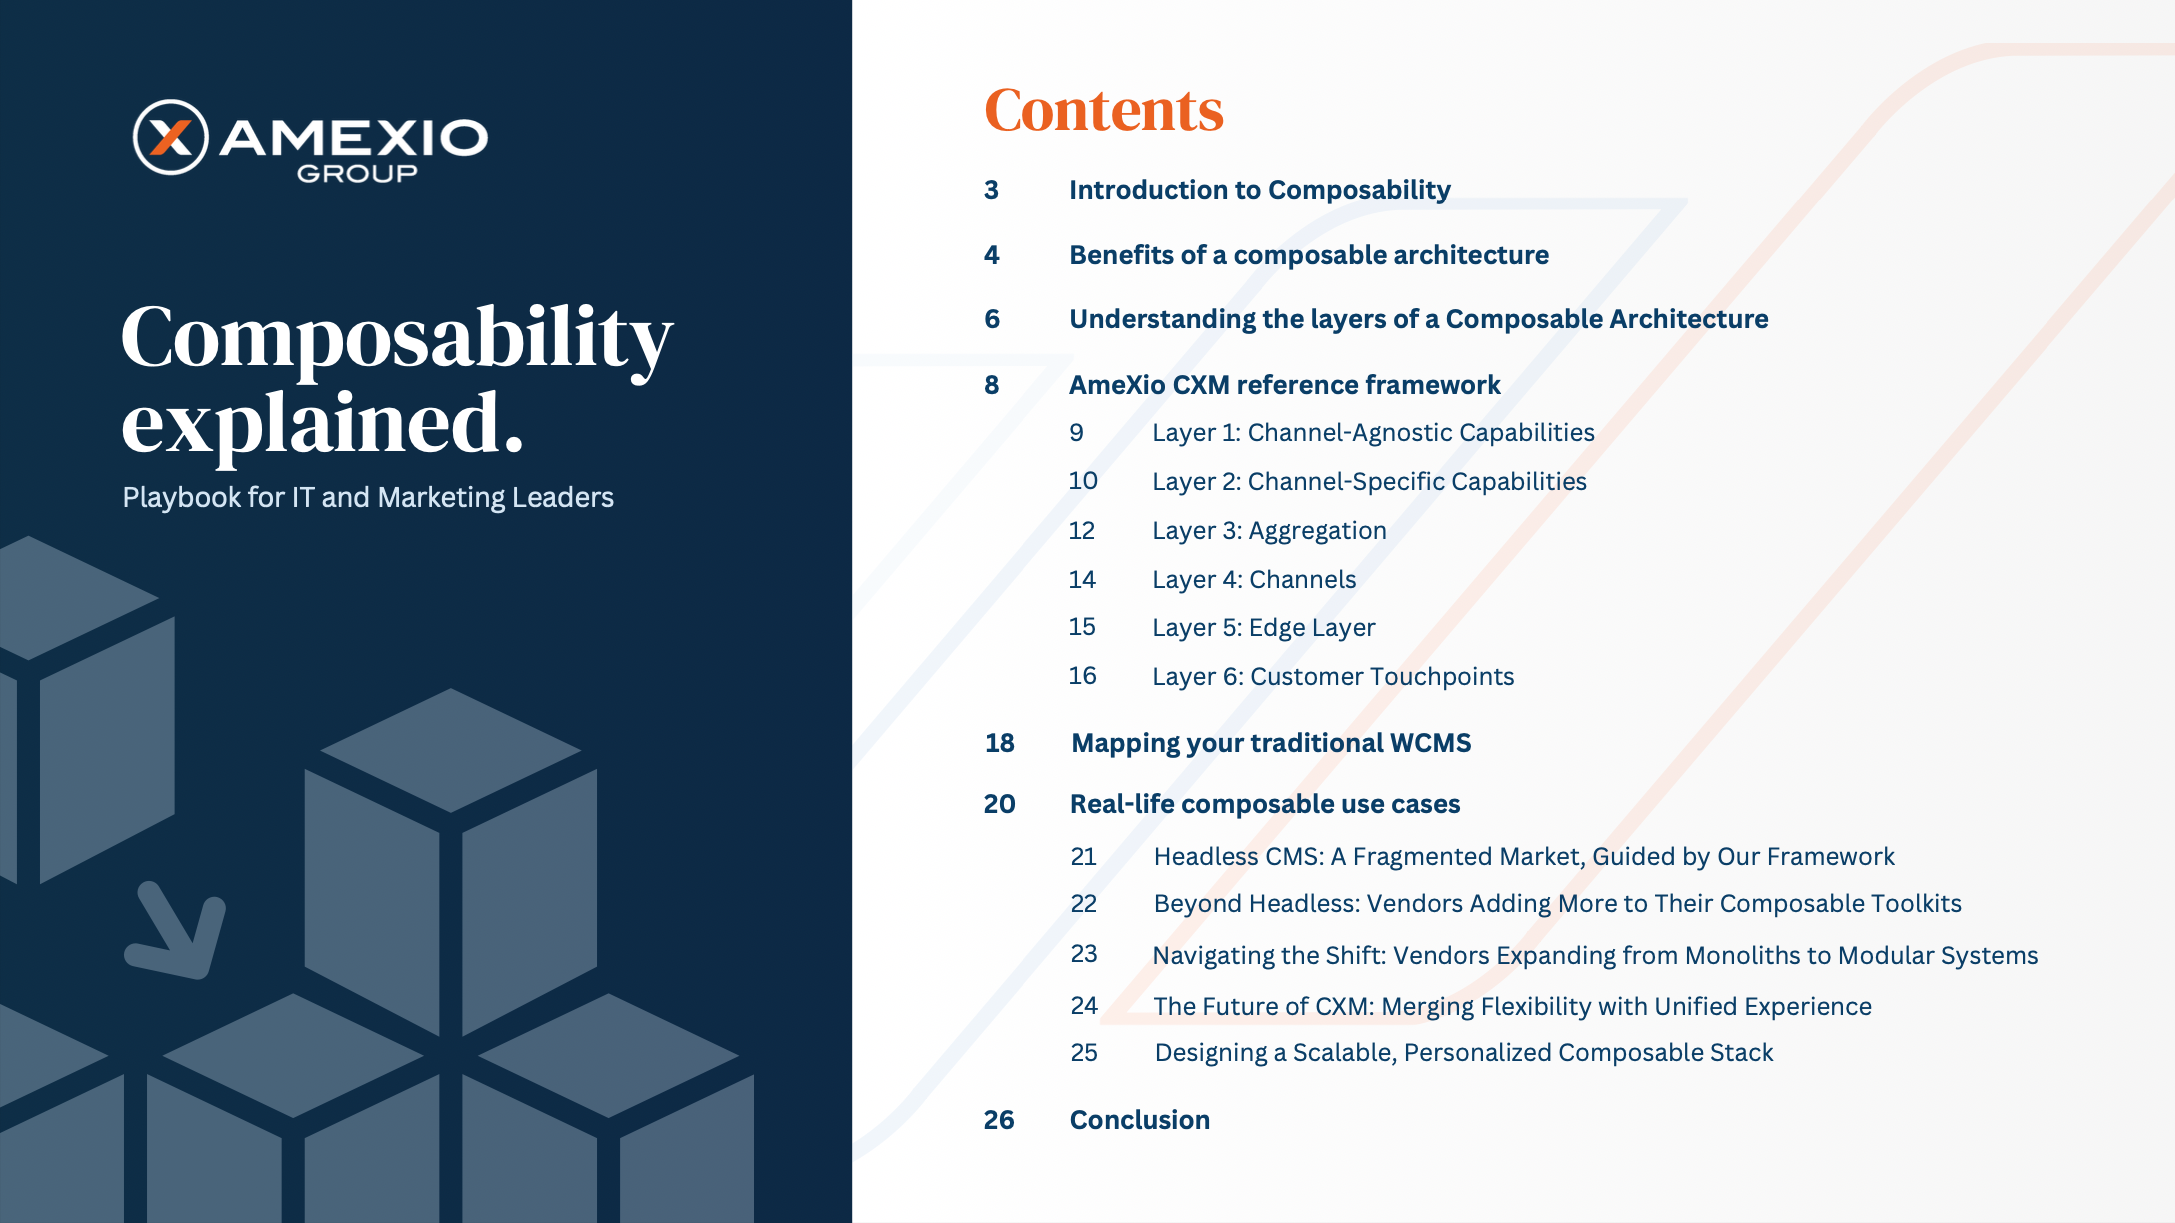 AMEXIO
GROUP
Composability
explained.
Playbook for IT and Marketing Leaders
Contents
3 Introduction to Composability
4 Benefits of a composable architecture
6 Understanding the layers of a Composable Architecture
8 AmeXio CXM reference framework
9 Layer 1: Channel-Agnostic Capabilities
10 Layer 2: Channel-Specific Capabilities
12 Layer 3: Aggregation
14 Layer 4: Channels
15 Layer 5: Edge Layer
16 Layer 6: Customer Touchpoints
18 Mapping your traditional WCMS
20 Real-life composable use cases
21 Headless CMS: A Fragmented Market, Guided by Our Framework
22 Beyond Headless: Vendors Adding More to Their Composable Toolkits
23 Navigating the Shift: Vendors Expanding from Monoliths to Modular Systems
24 The Future of CXM: Merging Flexibility with Unified Experience
25 Designing a Scalable, Personalized Composable Stack
26 Conclusion